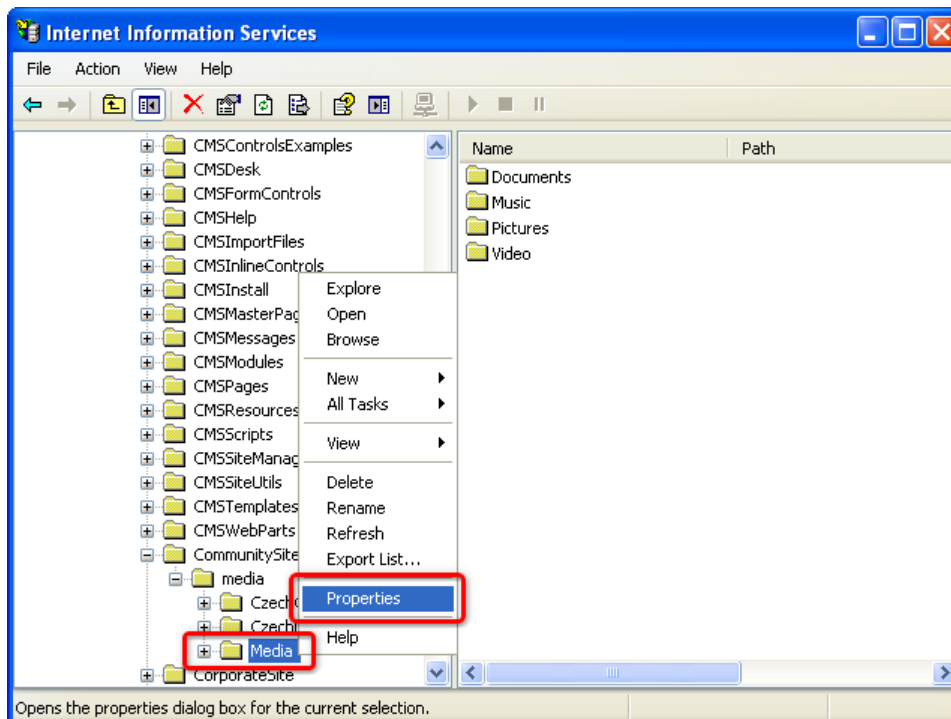 Internet Information Services
File Action View Help
CMSControlsExamples
CMSDesk
CMSFormControls
CMSHelp
CMSImportFiles
CMSInlineControls
CMSInstall
CMSMasterPag
CMSMessages
CMSModules
CMSPages
CMSResources
CMSScripts
CMSSiteManag
CMSSiteUtils
CMSTemplates
CMSWebParts
CommunitySite
media
Czech
Czech
Media
CorporateSite
Explore
Open
Browse
New
All Tasks
View
Delete
Rename
Refresh
Export List...
Properties
Help
Name Path
Documents
Music
Pictures
Video
Opens the properties dialog box for the current selection.